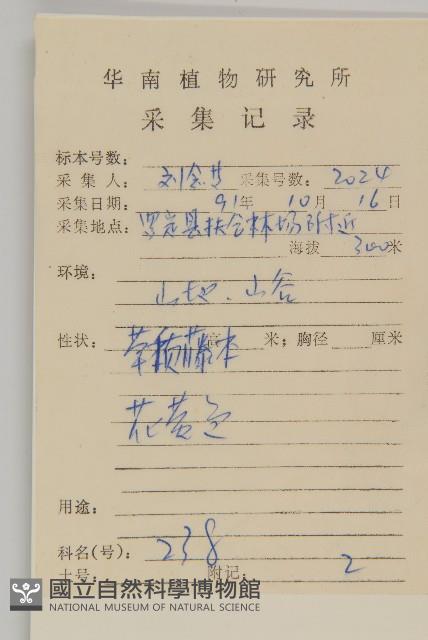 华南植物研究所
采集记录
标本号数：
采集人：刘念 采集号数：2024
采集日期：91年10月16日
采集地点：罗定县扶合林场附近
海拔 300米
环境：
山地、山谷
性状：草质藤本 高 米；胸径 厘米
花黄色
用途：
科名(号)：238
土号： 附记：2
國立自然科學博物館
NATIONAL MUSEUM OF NATURAL SCIENCE